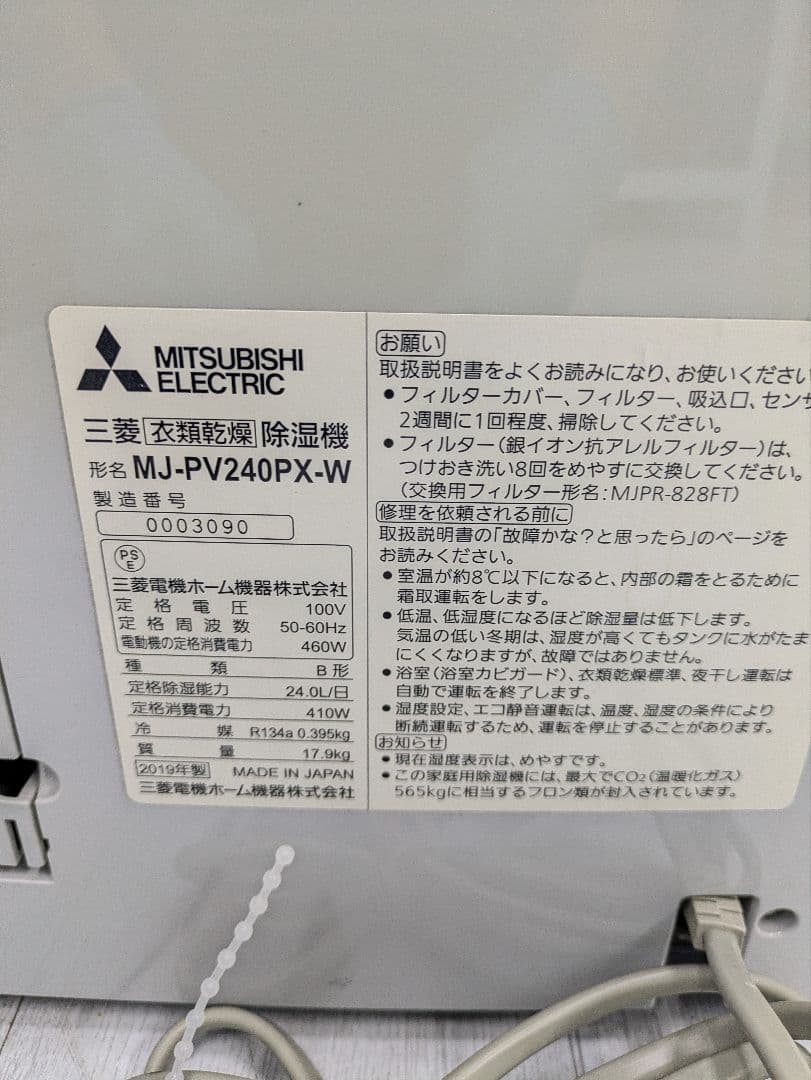 MITSUBISHI
ELECTRIC
三菱 衣類乾燥 除湿機
形名 MJ-PV240PX-W
製造番号
0003090
PS
E
三菱電機ホーム機器株式会社
定格電圧 100V
定格周波数 50-60Hz
電動機の定格消費電力 460W
種類 B形
定格除湿能力 24.0L/日
定格消費電力 410W
冷媒 R134a 0.395kg
質量 17.9kg
2019年製 MADE IN JAPAN
三菱電機ホーム機器株式会社
お願い
取扱説明書をよくお読みになり、お使いください
●フィルターカバー、フィルター、吸込口、センサ
2週間に1回程度、掃除してください。
●フィルター(銀イオン抗アレルフィルター)は、
つけおき洗い8回をめやすに交換してください。
(交換用フィルター形名:MJPR-828FT)
修理を依頼される前に
取扱説明書の「故障かな?と思ったら」のページを
お読みください。
●室温が約8℃以下になると、内部の霜をとるために
霜取運転をします。
●低温、低湿度になるほど除湿量は低下します。
気温の低い冬期は、湿度が高くてもタンクに水がたま
にくくなりますが、故障ではありません。
●浴室(浴室カビガード)、衣類乾燥標準、夜干し運転は
自動で運転を終了します。
●湿度設定、エコ静音運転は、温度、湿度の条件により
断続運転するため、運転を停止することがあります。
お知らせ
●現在湿度表示は、めやすです。
●この家庭用除湿機には、最大でCO₂(温暖化ガス)
565kgに相当するフロン類が封入されています。